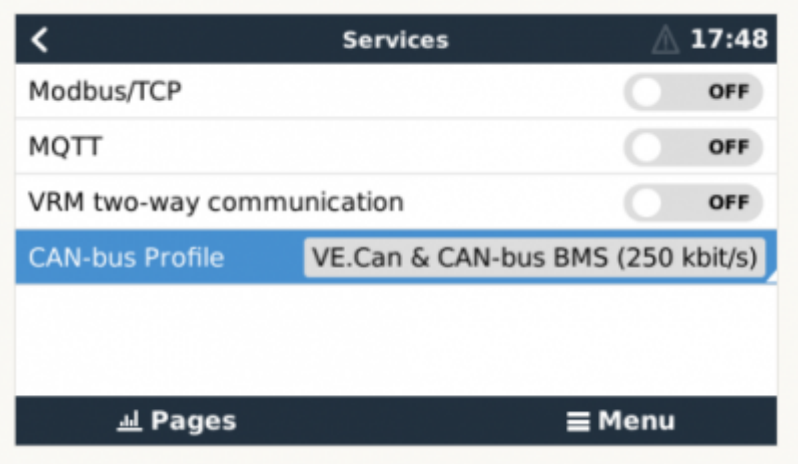 Services 17:48
Modbus/TCP OFF
MQTT OFF
VRM two-way communication OFF
CAN-bus Profile VE.Can & CAN-bus BMS (250 kbit/s)
Pages Menu